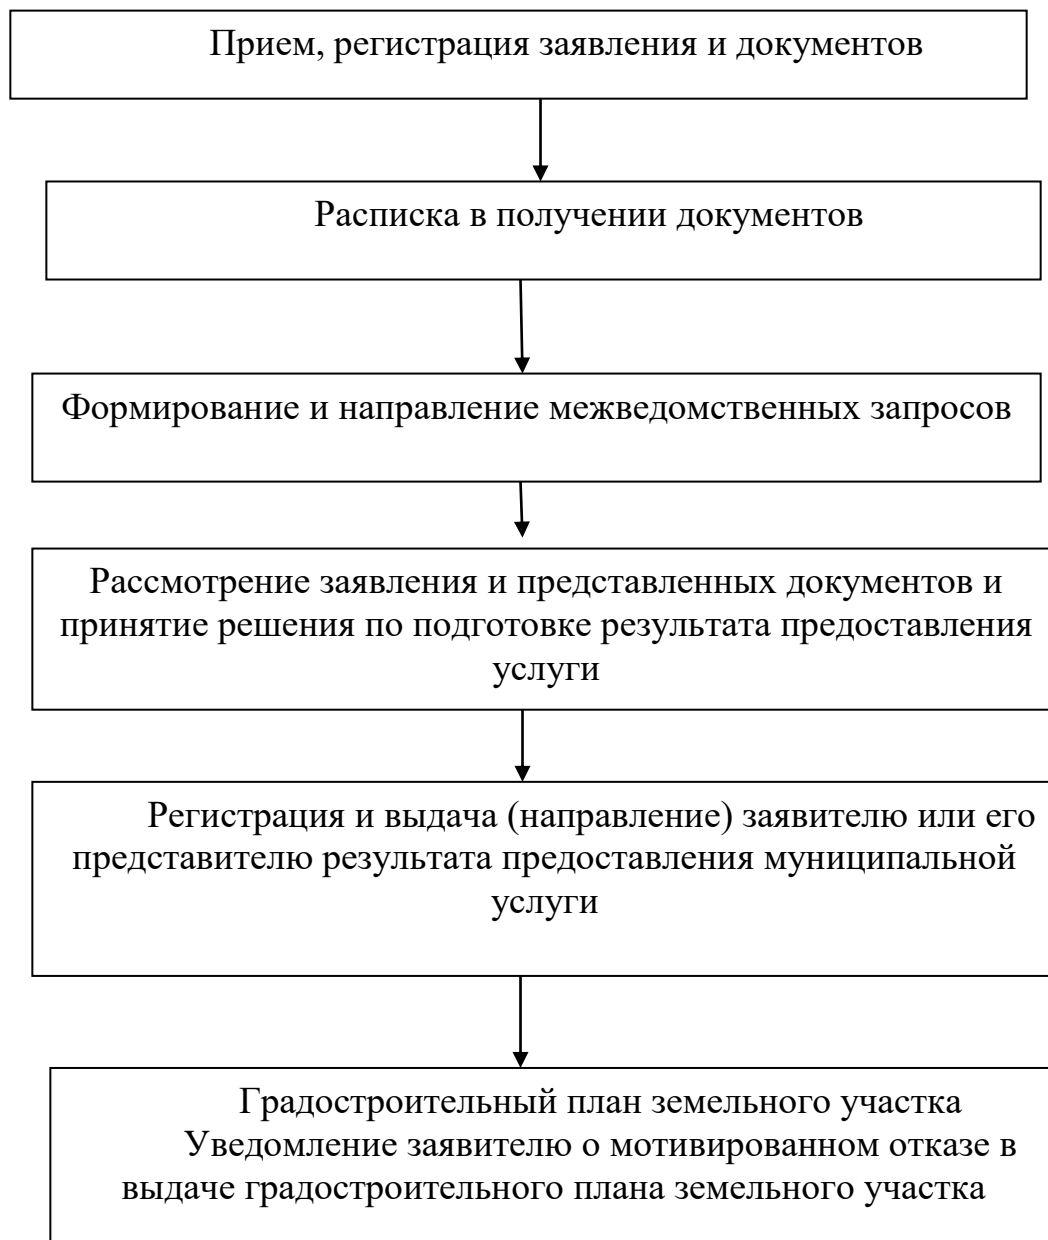 Прием, регистрация заявления и документов
Расписка в получении документов
Формирование и направление межведомственных запросов
Рассмотрение заявления и представленных документов и
принятие решения по подготовке результата предоставления
услуги
Регистрация и выдача (направление) заявителю или его
представителю результата предоставления муниципальной
услуги
Градостроительный план земельного участка
Уведомление заявителю о мотивированном отказе в
выдаче градостроительного плана земельного участка